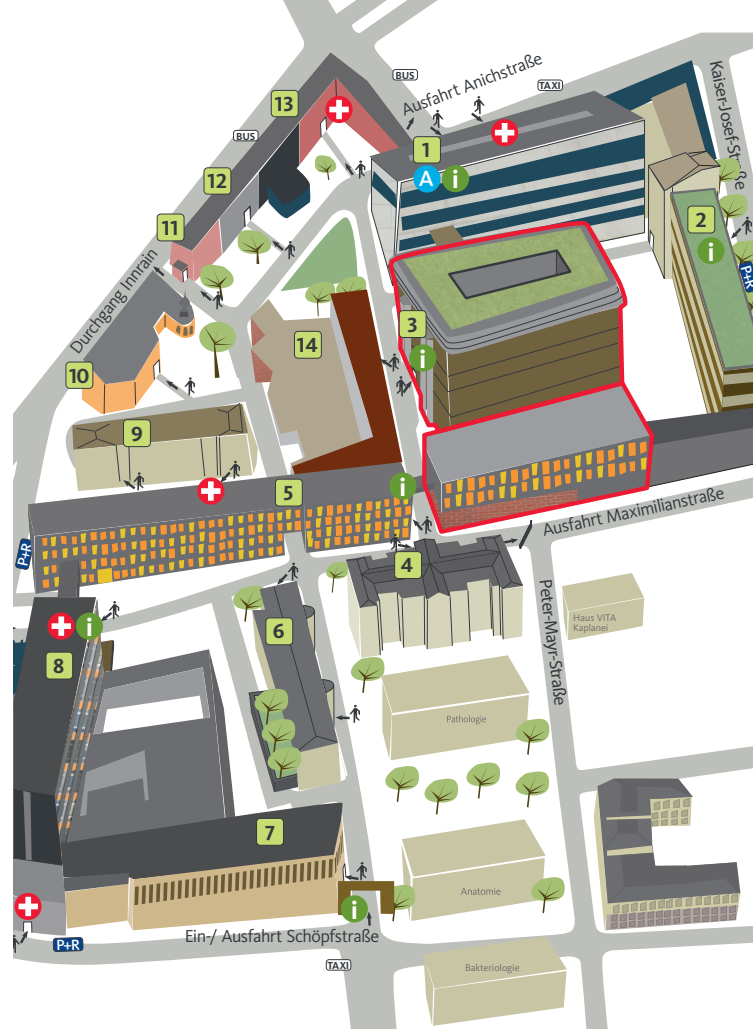 BUS
Ausfahrt Anichstraße
TAXI
Kaiser-Josef-Straße
13
BUS
1
A
i
12
11
2
i
P+R
Durchgang Innrain
3
i
14
10
9
5
i
Ausfahrt Maximilianstraße
P+R
4
6
Haus VITA
Kaplanei
Peter-Mayr-Straße
i
8
Pathologie
7
Anatomie
i
Ein-/ Ausfahrt Schöpfstraße
P+R
TAXI
Bakteriologie